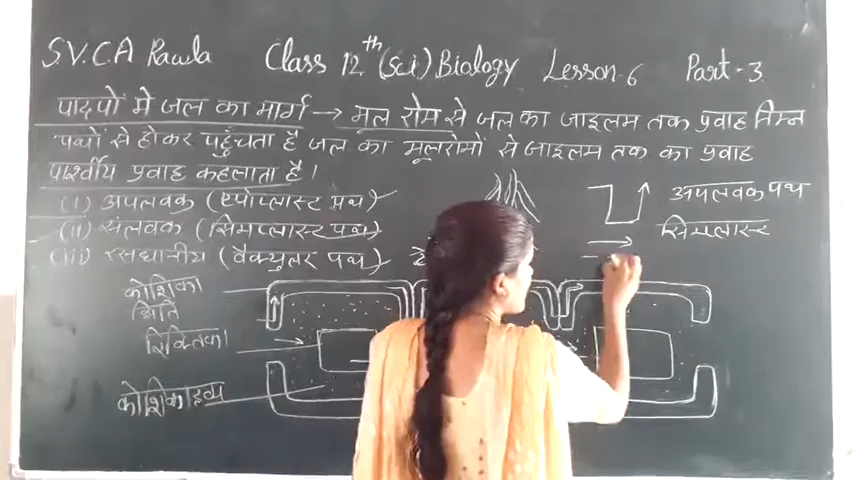 S.V.C.A Rawla Class 12th (Sci) Biology Lesson-6 Part-3
पादपों में जल का मार्ग → मूल रोम से जल का जाइलम तक प्रवाह निम्न
पथों से होकर पहुँचता है जल का मूलरोमों से जाइलम तक का प्रवाह
पार्श्वीय प्रवाह कहलाता है।
(i) अपलवक (एपोप्लास्ट पथ)
अपलवक पथ
(ii) संलवक (सिमप्लास्ट पथ)
सिमप्लास्ट
(iii) रसधानीय (वैक्युलर पथ)
कोशिका
भित्ति
रिक्तिका
कोशिकाद्रव्य